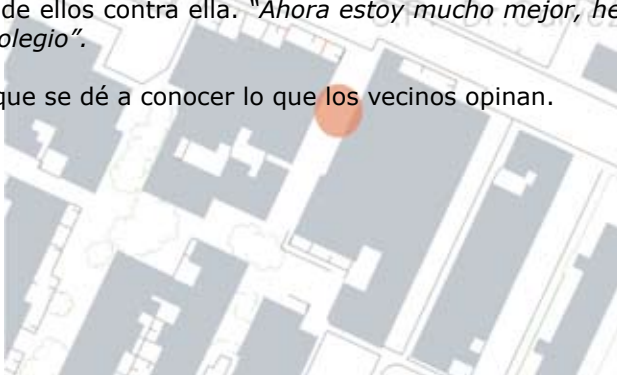 de ellos contra ella. "Ahora estoy mucho mejor, he
olegio".
que se dé a conocer lo que los vecinos opinan.